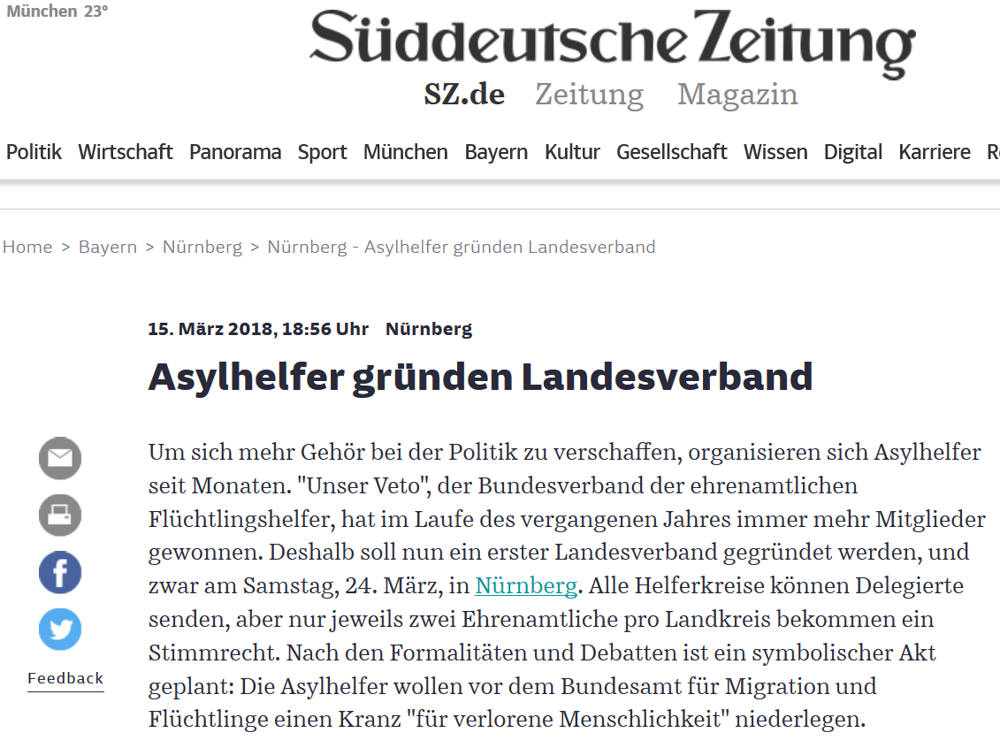 München 23°
Süddeutsche Zeitung
SZ.de Zeitung Magazin
Politik Wirtschaft Panorama Sport München Bayern Kultur Gesellschaft Wissen Digital Karriere
Home > Bayern > Nürnberg > Nürnberg - Asylhelfer gründen Landesverband
15. März 2018, 18:56 Uhr Nürnberg
Asylhelfer gründen Landesverband
Um sich mehr Gehör bei der Politik zu verschaffen, organisieren sich Asylhelfer
seit Monaten. "Unser Veto", der Bundesverband der ehrenamtlichen
Flüchtlingshelfer, hat im Laufe des vergangenen Jahres immer mehr Mitglieder
gewonnen. Deshalb soll nun ein erster Landesverband gegründet werden, und
zwar am Samstag, 24. März, in Nürnberg. Alle Helferkreise können Delegierte
senden, aber nur jeweils zwei Ehrenamtliche pro Landkreis bekommen ein
Stimmrecht. Nach den Formalitäten und Debatten ist ein symbolischer Akt
geplant: Die Asylhelfer wollen vor dem Bundesamt für Migration und
Flüchtlinge einen Kranz "für verlorene Menschlichkeit" niederlegen.
Feedback